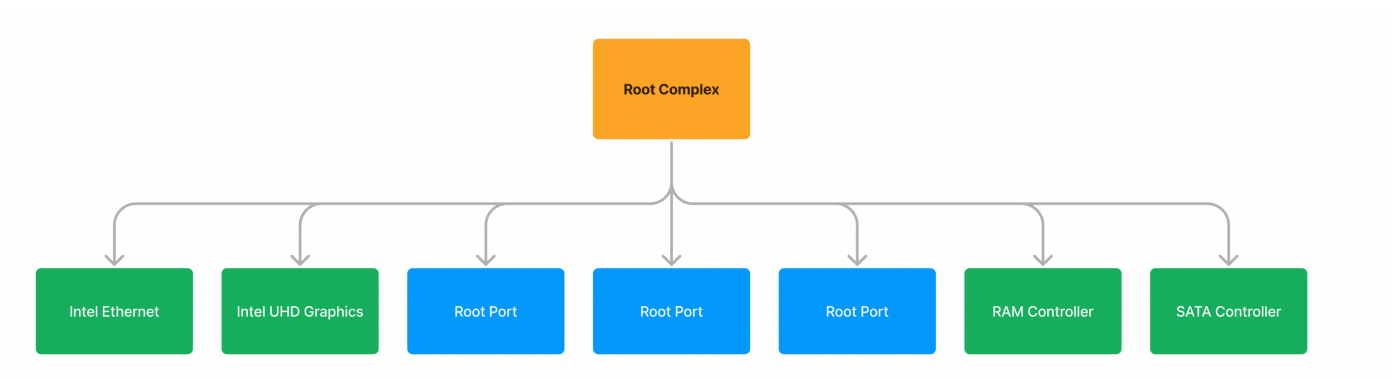 Root Complex
Intel Ethernet
Intel UHD Graphics
Root Port
Root Port
Root Port
RAM Controller
SATA Controller